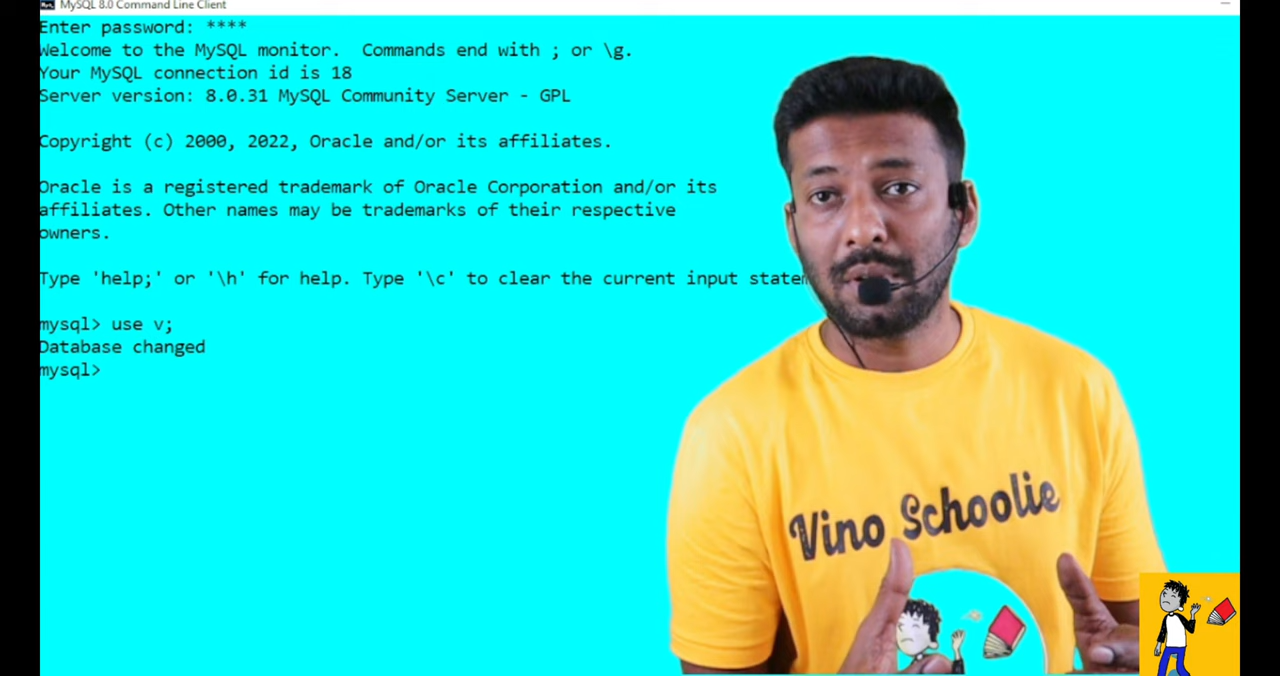 MySQL 8.0 Command Line Client
Enter password: ****
Welcome to the MySQL monitor.  Commands end with ; or \g.
Your MySQL connection id is 18
Server version: 8.0.31 MySQL Community Server - GPL
Copyright (c) 2000, 2022, Oracle and/or its affiliates.
Oracle is a registered trademark of Oracle Corporation and/or its
affiliates. Other names may be trademarks of their respective
owners.
Type 'help;' or '\h' for help. Type '\c' to clear the current input statem
mysql> use v;
Database changed
mysql>
Vino Schoolie